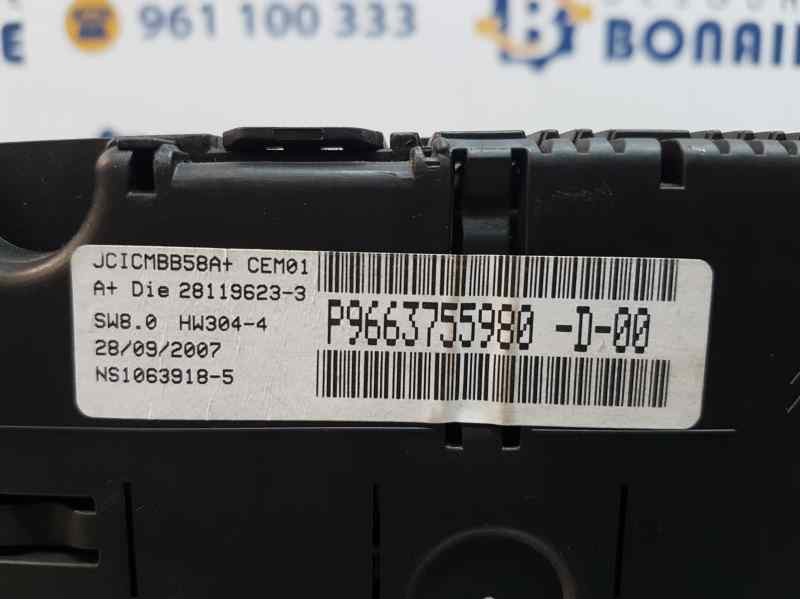 961 100 333
BONAIRE
JCICMBB58A+ CEM01
A+ Die 28119623-3
SW8.0 HW304-4
28/09/2007
NS1063918-5
P9663755980 -D-00